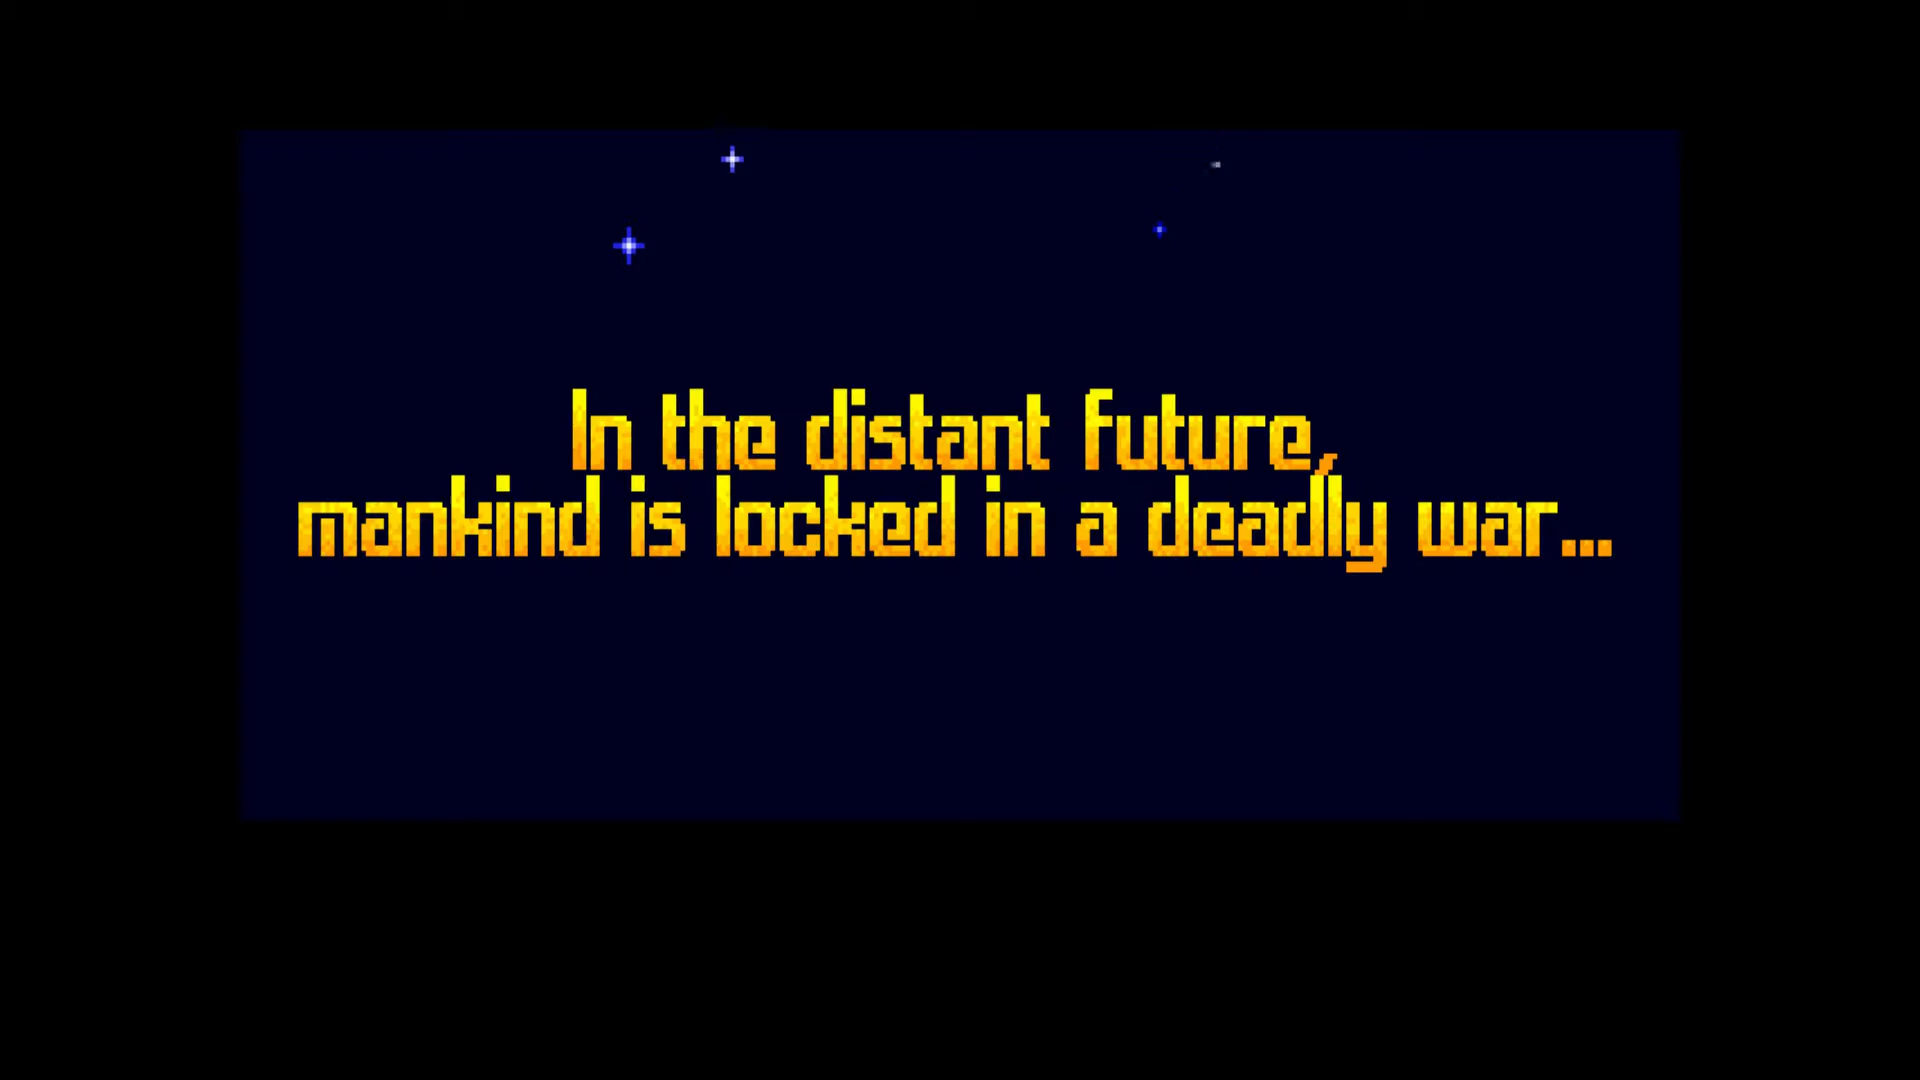 In the distant future,
mankind is locked in a deadly war...